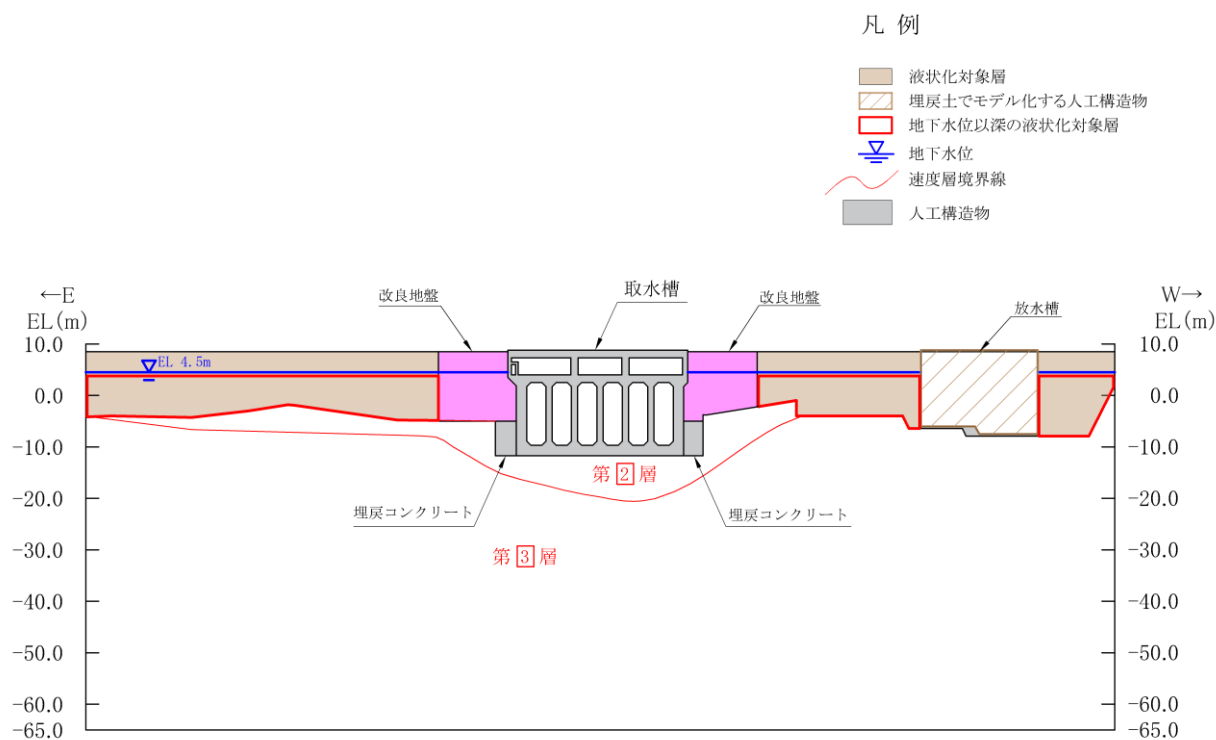 凡 例
液状化対象層
埋戻土でモデル化する人工構造物
地下水位以深の液状化対象層
地下水位
速度層境界線
人工構造物
←E
EL(m)
改良地盤
取水槽
改良地盤
放水槽
W→
EL(m)
10.0
0.0
-10.0
-20.0
-30.0
-40.0
-50.0
-60.0
-65.0
EL 4.5m
第2層
埋戻コンクリート
埋戻コンクリート
第3層
10.0
0.0
-10.0
-20.0
-30.0
-40.0
-50.0
-60.0
-65.0